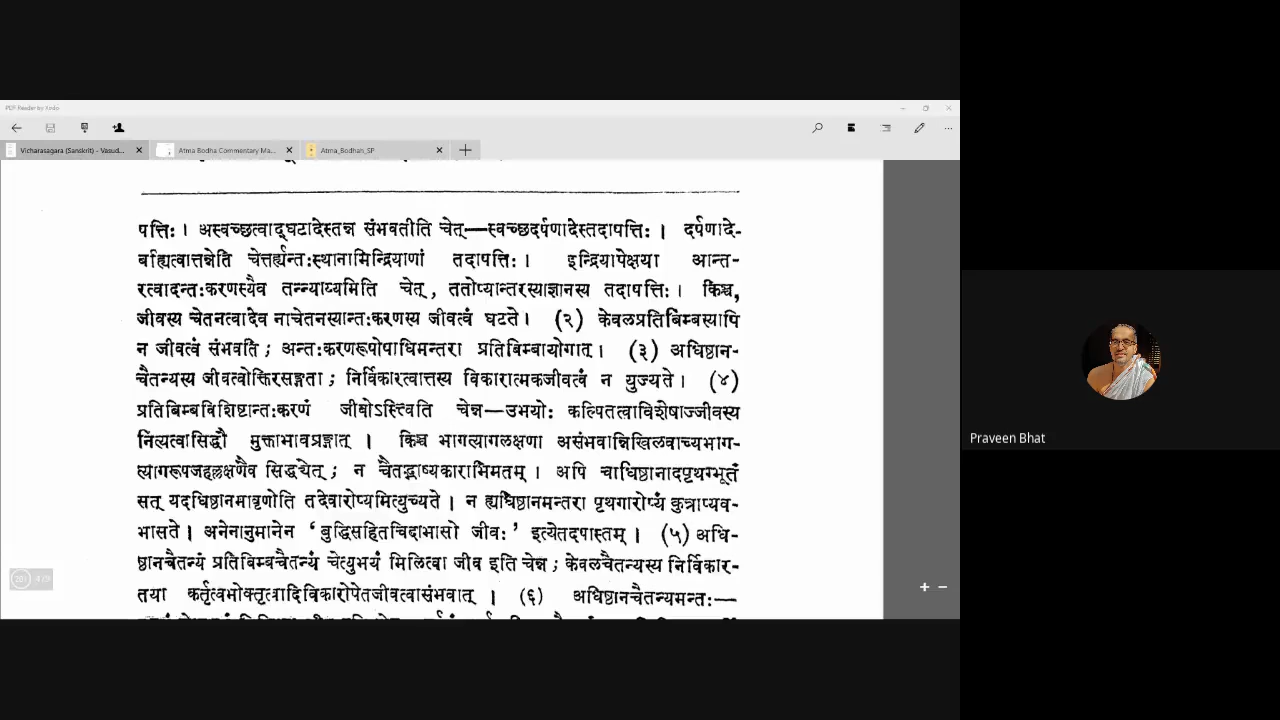 PDF Reader by Xodo
Vicharasagara (Sanskrit) - Vasud...
Atma Bodha Commentary Ma...
Atma_Bodhan_SP
पत्तिः । अस्वच्छत्वाद्घटादेस्तन्न संभवतीति चेत्—स्वच्छदर्पणादेस्तदापत्तिः । दर्पणादे-
बहित्वात्तन्नेति चेत्तर्ह्यन्तःस्थानामिन्द्रियाणां तदापत्तिः । इन्द्रियापेक्षया आन्त-
रत्वादन्तःकरणस्यैव तन्न्याय्यमिति चेत्, ततोप्यान्तरस्याज्ञानस्य तदापत्तिः । किञ्च,
जीवस्य चेतनत्वादेव नाचेतनस्यान्तःकरणस्य जीवत्वं घटते । (२) केवलप्रतिबिम्बस्यापि
न जीवत्वं संभवति ; अन्तःकरणरूपोपाधिमन्तरा प्रतिबिम्बायोगात् । (३) अधिष्ठान-
चैतन्यस्य जीवत्वोक्तिरसङ्गता ; निर्विकारत्वात्तस्य विकारात्मकजीवत्वं न युज्यते । (४)
प्रतिबिम्बविशिष्टान्तःकरणं जीवोऽस्त्विति चेन्न—उभयोः कल्पितत्वाविशेषाज्जीवस्य
नित्यत्वासिद्धौ मुक्ताभावप्रङ्गात् । किञ्च भागत्यागलक्षणा असंभवान्निखिलवाच्यभाग-
त्यागरूपजहल्लक्षणैव सिद्ध्येत् ; न चैतद्भाष्यकाराभिमतम् । अपि चाधिष्ठानादपृथग्भूतं
सत् यदधिष्ठानमावृणोति तदेवारोप्यमित्युच्यते । न ह्यधिष्ठानमन्तरा पृथगारोप्यं कुत्राप्यव-
भासते । अनेनानुमानेन ' बुद्धिसहितचिदाभासो जीवः ' इत्येतदपास्तम् । (५) अधि-
ष्ठानचैतन्यं प्रतिबिम्बचैतन्यं चेत्युभयं मिलित्वा जीव इति चेन्न ; केवलचैतन्यस्य निर्विकार-
तया कर्तृत्वभोक्तृत्वादिविकारोपेतजीवत्वासंभवात् । (६) अधिष्ठानचैतन्यमन्तः—
Praveen Bhat